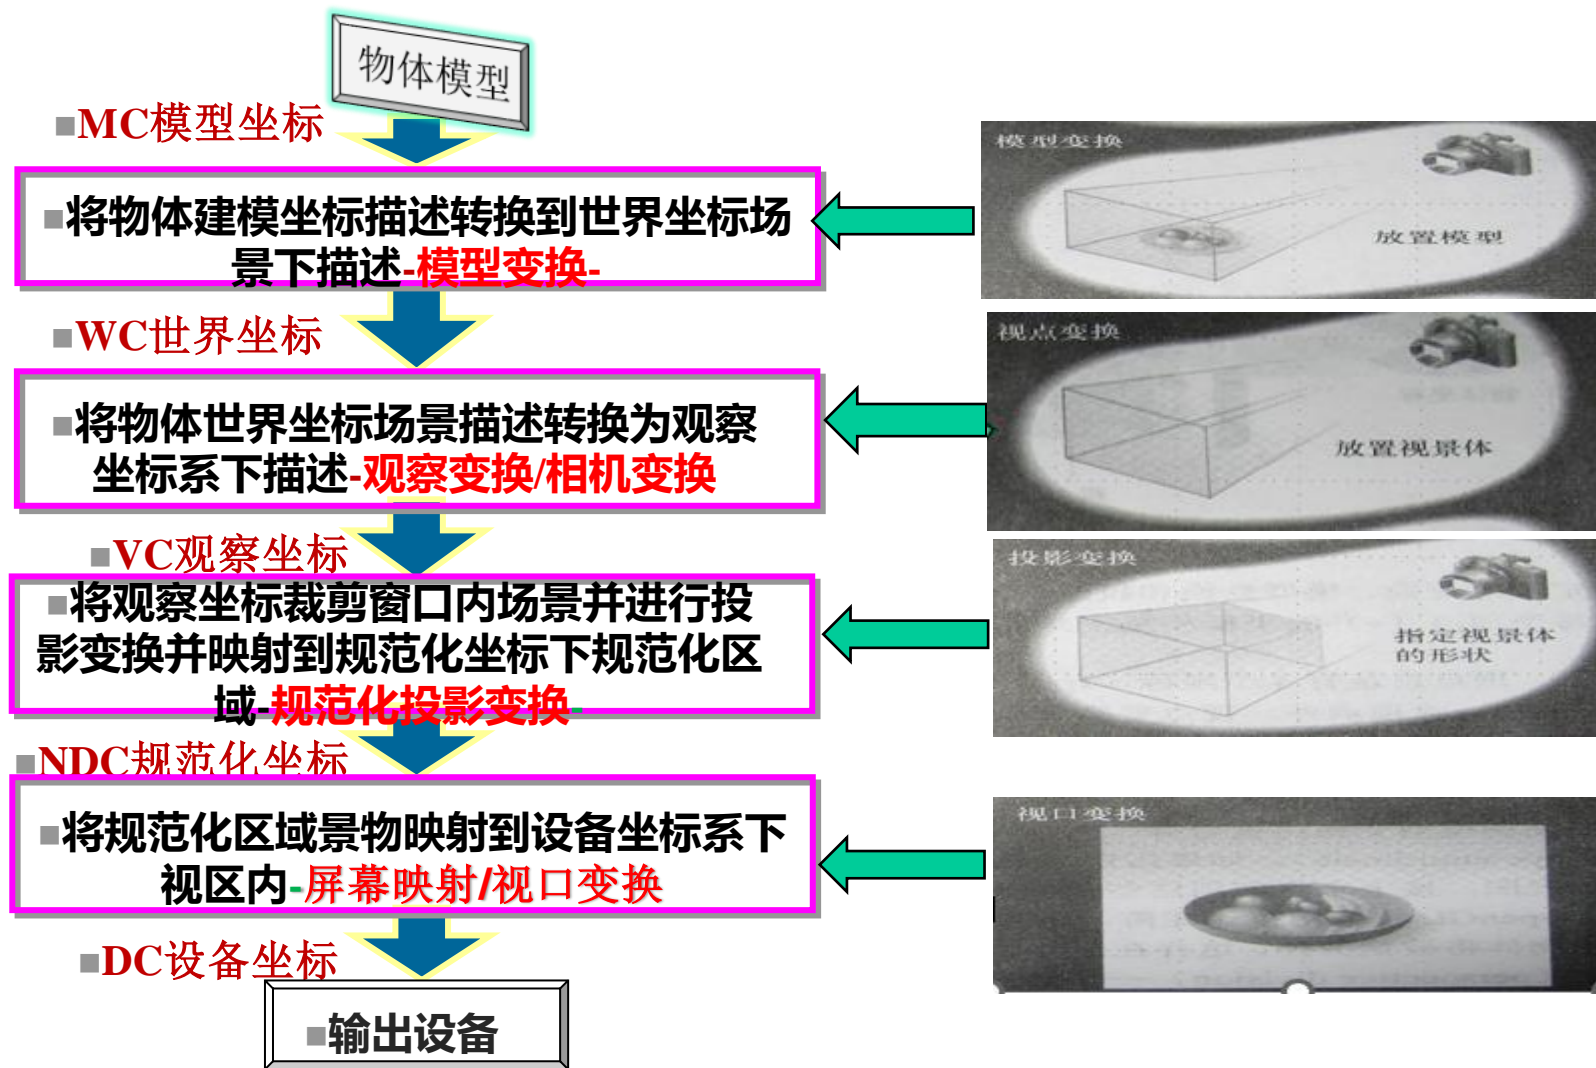 物体模型
■MC模型坐标
■将物体建模坐标描述转换到世界坐标场
景下描述-模型变换-
模型变换
放置模型
■WC世界坐标
■将物体世界坐标场景描述转换为观察
坐标系下描述-观察变换/相机变换
视点变换
放置视景体
■VC观察坐标
■将观察坐标裁剪窗口内场景并进行投
影变换并映射到规范化坐标下规范化区
域-规范化投影变换-
投影变换
指定视景体
的形状
■NDC规范化坐标
■将规范化区域景物映射到设备坐标系下
视区内-屏幕映射/视口变换
视口变换
■DC设备坐标
■输出设备